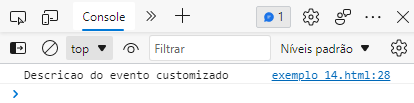 Console
1
top
Filtrar
Níveis padrão
Descricao do evento customizado exemplo 14.html:28